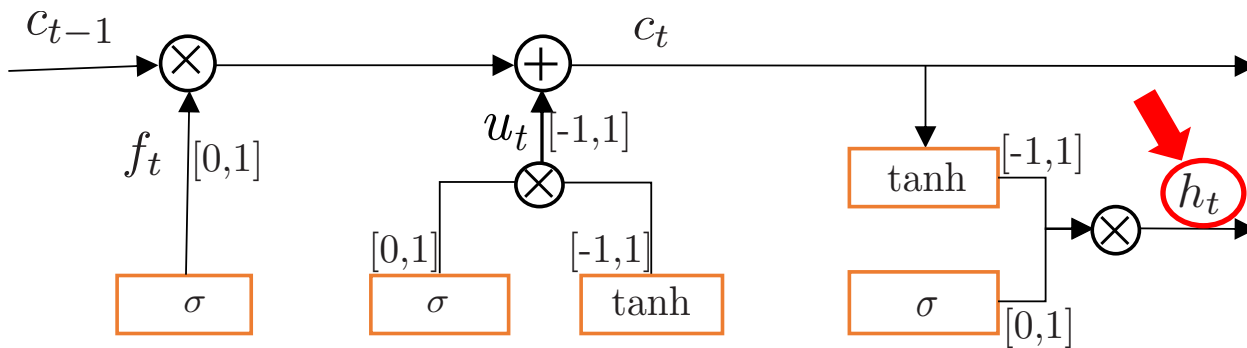 c_{t-1}
c_t
f_t [0,1]
u_t [-1,1]
[0,1] [-1,1]
σ
σ
tanh
tanh [-1,1]
h_t
σ [0,1]